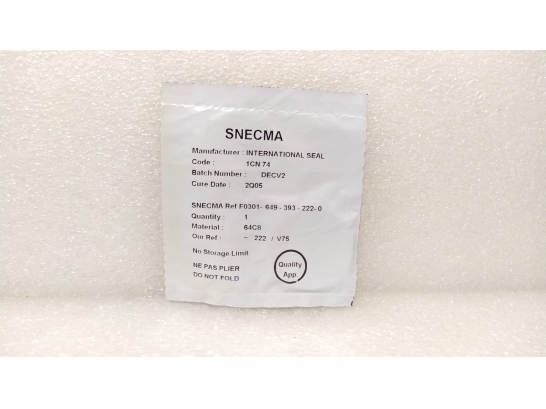 SNECMA
Manufacturer : INTERNATIONAL SEAL
Code : 1CN 74
Batch Number : DECV2
Cure Date : 2Q05
SNECMA Ref F0301- 649 - 393 - 222- 0
Quantity : 1
Material : 64C8
Our Ref : - 222 / V75
No Storage Limit
NE PAS PLIER
DO NOT FOLD
Quality
App.